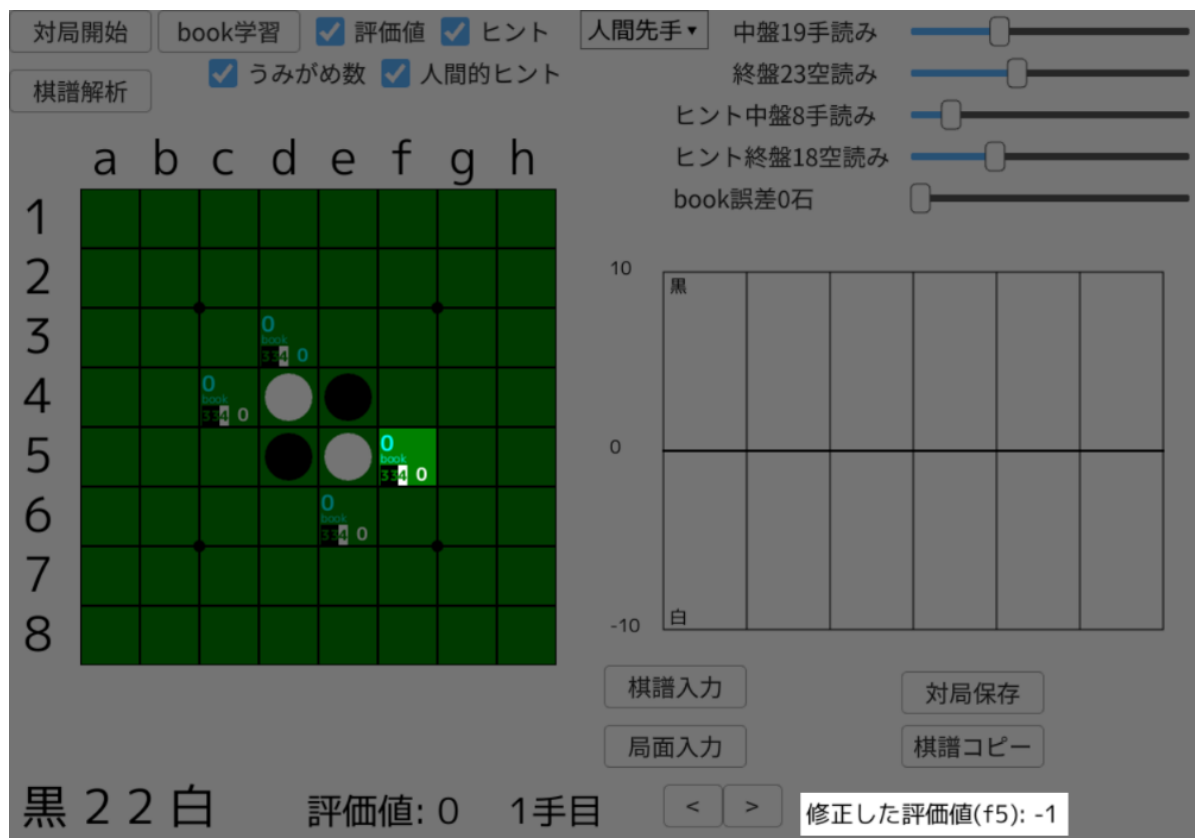 対局開始 book学習 評価値 ヒント 人間先手▾ 中盤19手読み
棋譜解析 うみがめ数 人間的ヒント 終盤23空読み
ヒント中盤8手読み
ヒント終盤18空読み
book誤差0石
a b c d e f g h
1
2
3
4
5
6
7
8
0
book
334 0
0
book
334 0
0
book
334 0
0
book
334 0
10
黒
0
白
-10
棋譜入力 対局保存
局面入力 棋譜コピー
黒 2 2 白 評価値: 0 1手目 < > 修正した評価値(f5): -1